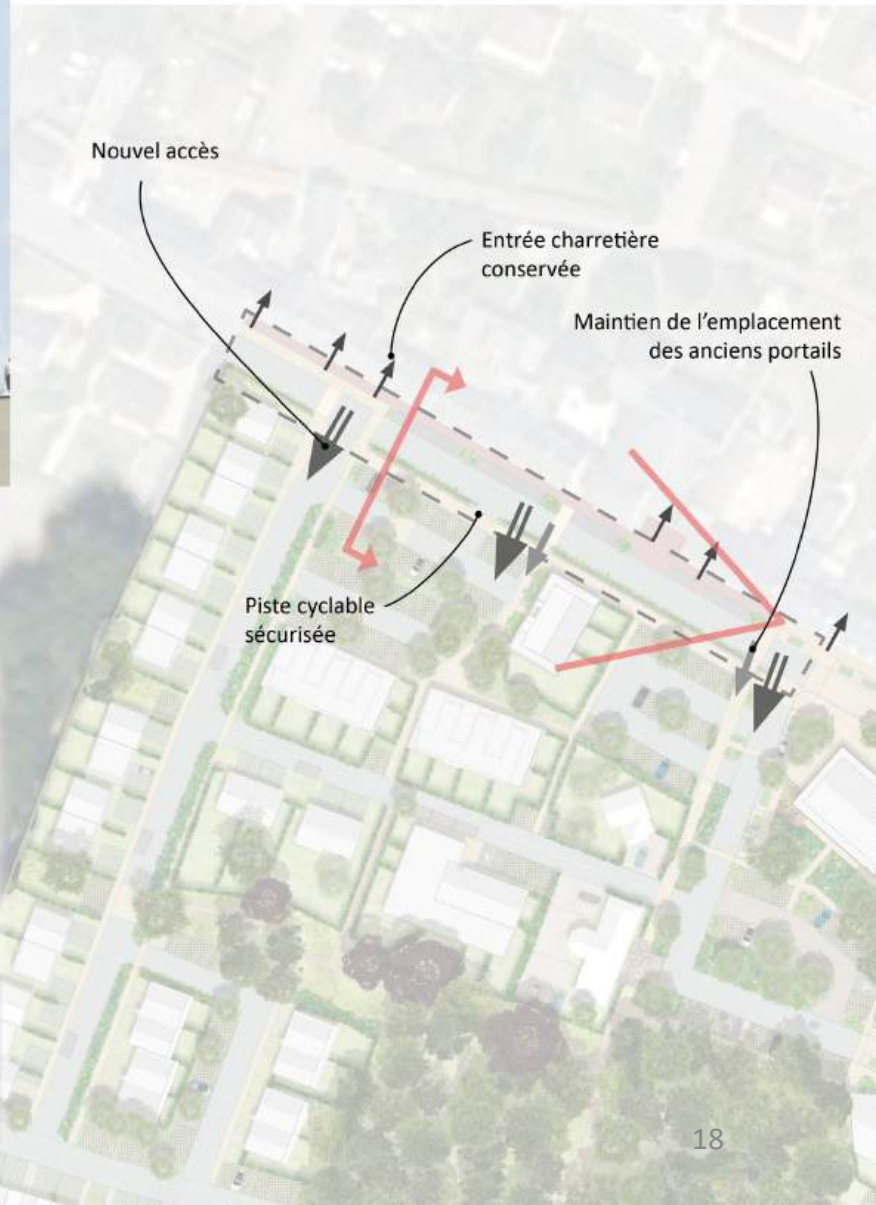 Nouvel accès
Entrée charretière
conservée
Maintien de l'emplacement
des anciens portails
Piste cyclable
sécurisée
18